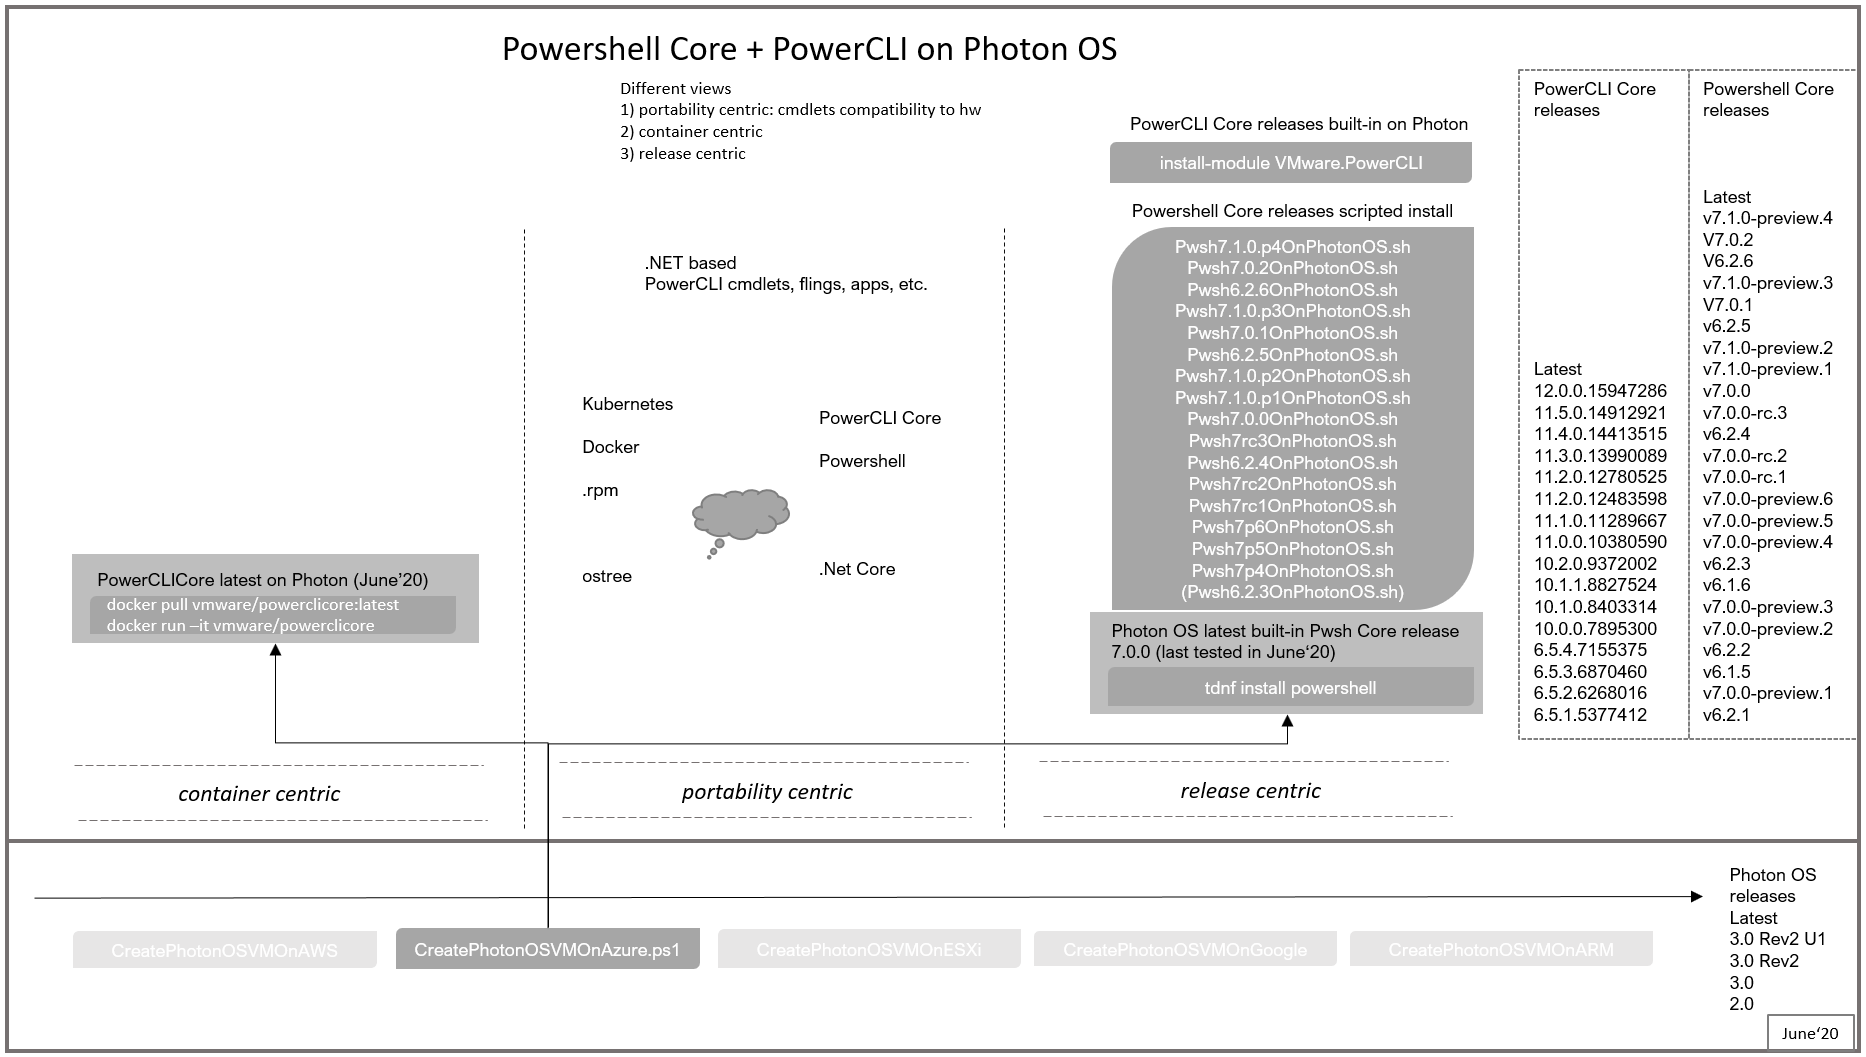 Powershell Core + PowerCLI on Photon OS
Different views
1) portability centric: cmdlets compatibility to hw
2) container centric
3) release centric
PowerCLICore latest on Photon (June’20)
docker pull vmware/powerclicore:latest
docker run –it vmware/powerclicore
container centric
.NET based
PowerCLI cmdlets, flings, apps, etc.
Kubernetes
Docker
.rpm
ostree
PowerCLI Core
Powershell
.Net Core
portability centric
PowerCLI Core releases built-in on Photon
install-module VMware.PowerCLI
Powershell Core releases scripted install
Pwsh7.1.0.p4OnPhotonOS.sh
Pwsh7.0.2OnPhotonOS.sh
Pwsh6.2.6OnPhotonOS.sh
Pwsh7.1.0.p3OnPhotonOS.sh
Pwsh7.0.1OnPhotonOS.sh
Pwsh6.2.5OnPhotonOS.sh
Pwsh7.1.0.p2OnPhotonOS.sh
Pwsh7.1.0.p1OnPhotonOS.sh
Pwsh7.0.0OnPhotonOS.sh
Pwsh7rc3OnPhotonOS.sh
Pwsh6.2.4OnPhotonOS.sh
Pwsh7rc2OnPhotonOS.sh
Pwsh7rc1OnPhotonOS.sh
Pwsh7p6OnPhotonOS.sh
Pwsh7p5OnPhotonOS.sh
Pwsh7p4OnPhotonOS.sh
(Pwsh6.2.3OnPhotonOS.sh)
Photon OS latest built-in Pwsh Core release
7.0.0 (last tested in June‘20)
tdnf install powershell
release centric
PowerCLI Core
releases
Latest
12.0.0.15947286
11.5.0.14912921
11.4.0.14413515
11.3.0.13990089
11.2.0.12780525
11.2.0.12483598
11.1.0.11289667
11.0.0.10380590
10.2.0.9372002
10.1.1.8827524
10.1.0.8403314
10.0.0.7895300
6.5.4.7155375
6.5.3.6870460
6.5.2.6268016
6.5.1.5377412
Powershell Core
releases
Latest
v7.1.0-preview.4
V7.0.2
V6.2.6
v7.1.0-preview.3
V7.0.1
v6.2.5
v7.1.0-preview.2
v7.1.0-preview.1
v7.0.0
v7.0.0-rc.3
v6.2.4
v7.0.0-rc.2
v7.0.0-rc.1
v7.0.0-preview.6
v7.0.0-preview.5
v7.0.0-preview.4
v6.2.3
v6.1.6
v7.0.0-preview.3
v7.0.0-preview.2
v6.2.2
v6.1.5
v7.0.0-preview.1
v6.2.1
CreatePhotonOSVMOnAWS
CreatePhotonOSVMOnAzure.ps1
CreatePhotonOSVMOnESXi
CreatePhotonOSVMOnGoogle
CreatePhotonOSVMOnARM
Photon OS
releases
Latest
3.0 Rev2 U1
3.0 Rev2
3.0
2.0
June‘20